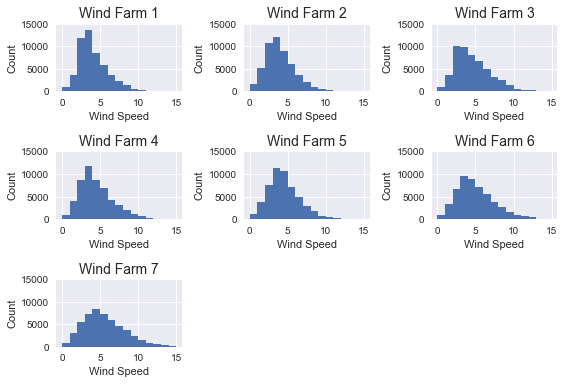 Wind Farm 1
15000
10000
5000
0
Count
0 5 10 15
Wind Speed
Wind Farm 2
15000
10000
5000
0
Count
0 5 10 15
Wind Speed
Wind Farm 3
15000
10000
5000
0
Count
0 5 10 15
Wind Speed
Wind Farm 4
15000
10000
5000
0
Count
0 5 10 15
Wind Speed
Wind Farm 5
15000
10000
5000
0
Count
0 5 10 15
Wind Speed
Wind Farm 6
15000
10000
5000
0
Count
0 5 10 15
Wind Speed
Wind Farm 7
15000
10000
5000
0
Count
0 5 10 15
Wind Speed